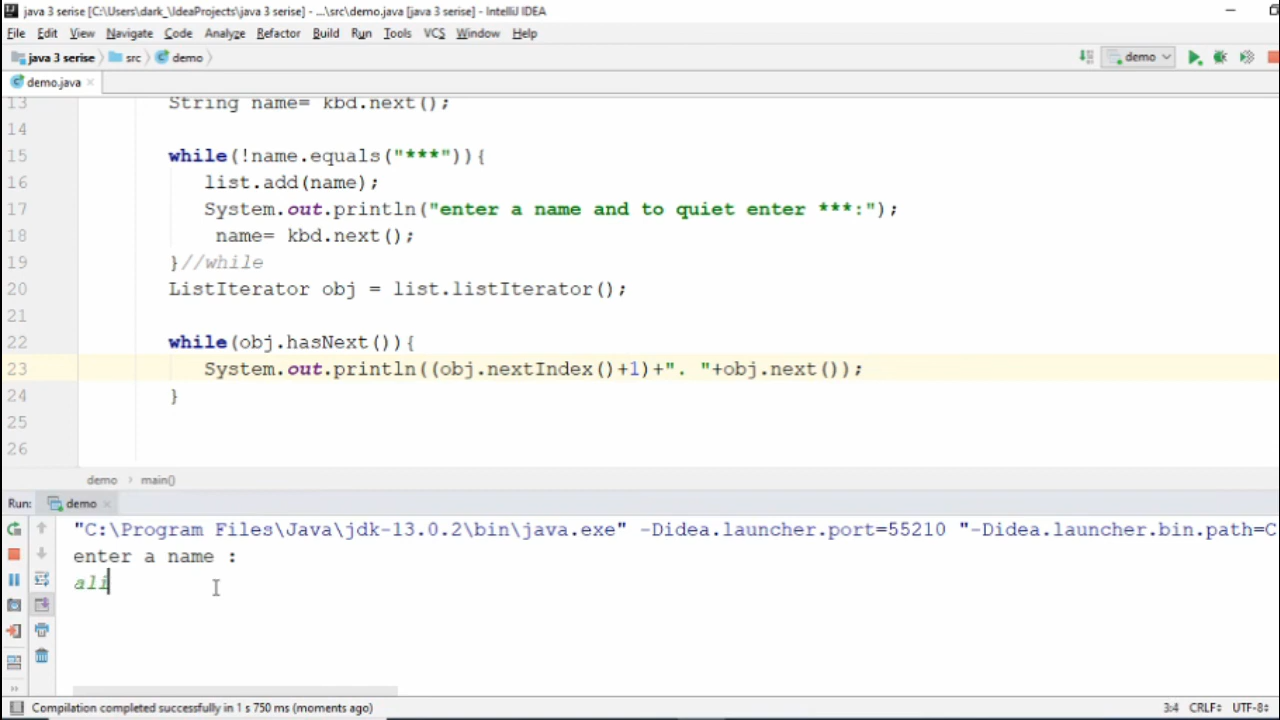 java 3 serise [C:\Users\dark_\IdeaProjects\java 3 serise] - ...\src\demo.java [java 3 serise] - IntelliJ IDEA
File Edit View Navigate Code Analyze Refactor Build Run Tools VCS Window Help
java 3 serise src demo demo
demo.java
13 String name= kbd.next();
14
15 while(!name.equals("***")){
16 list.add(name);
17 System.out.println("enter a name and to quiet enter ***:");
18 name= kbd.next();
19 }//while
20 ListIterator obj = list.listIterator();
21
22 while(obj.hasNext()){
23 System.out.println((obj.nextIndex()+1)+". "+obj.next());
24 }
25
26
demo > main()
Run: demo
"C:\Program Files\Java\jdk-13.0.2\bin\java.exe" -Didea.launcher.port=55210 "-Didea.launcher.bin.path=C
enter a name :
ali
Compilation completed successfully in 1 s 750 ms (moments ago) 3:4 CRLF UTF-8